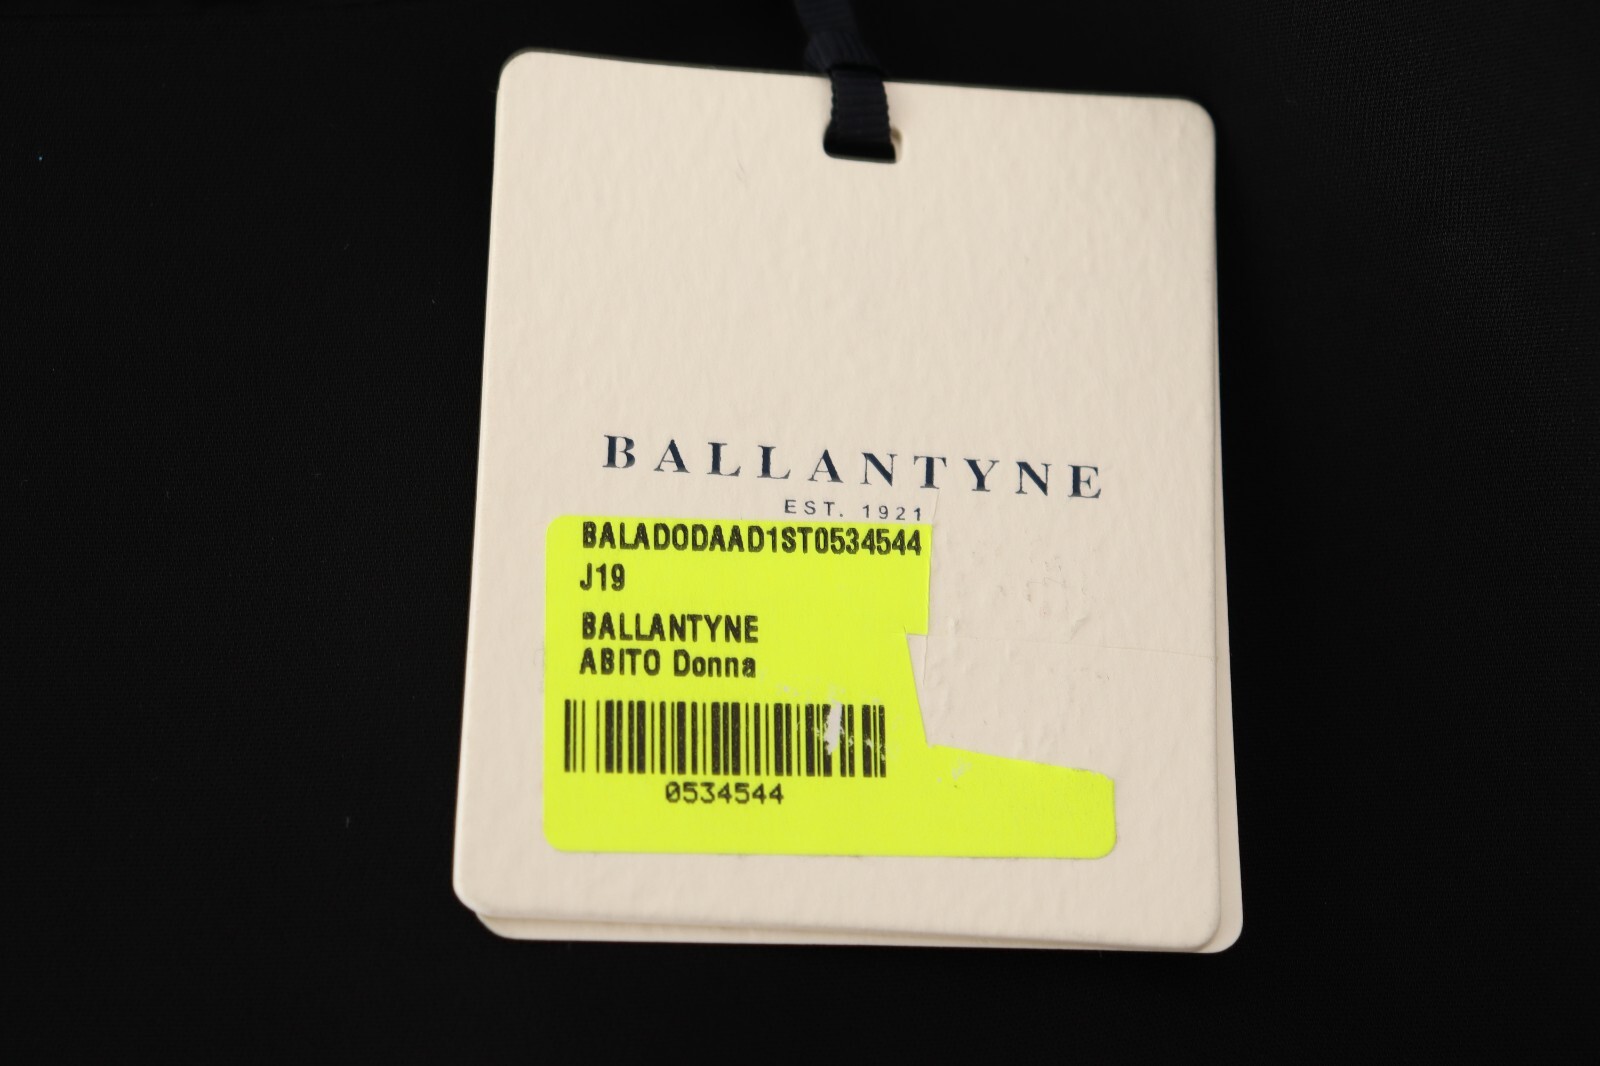 BALLANTYNE
EST. 1921
BALADODAAD1ST0534544
J19
BALLANTYNE
ABITO Donna
0534544